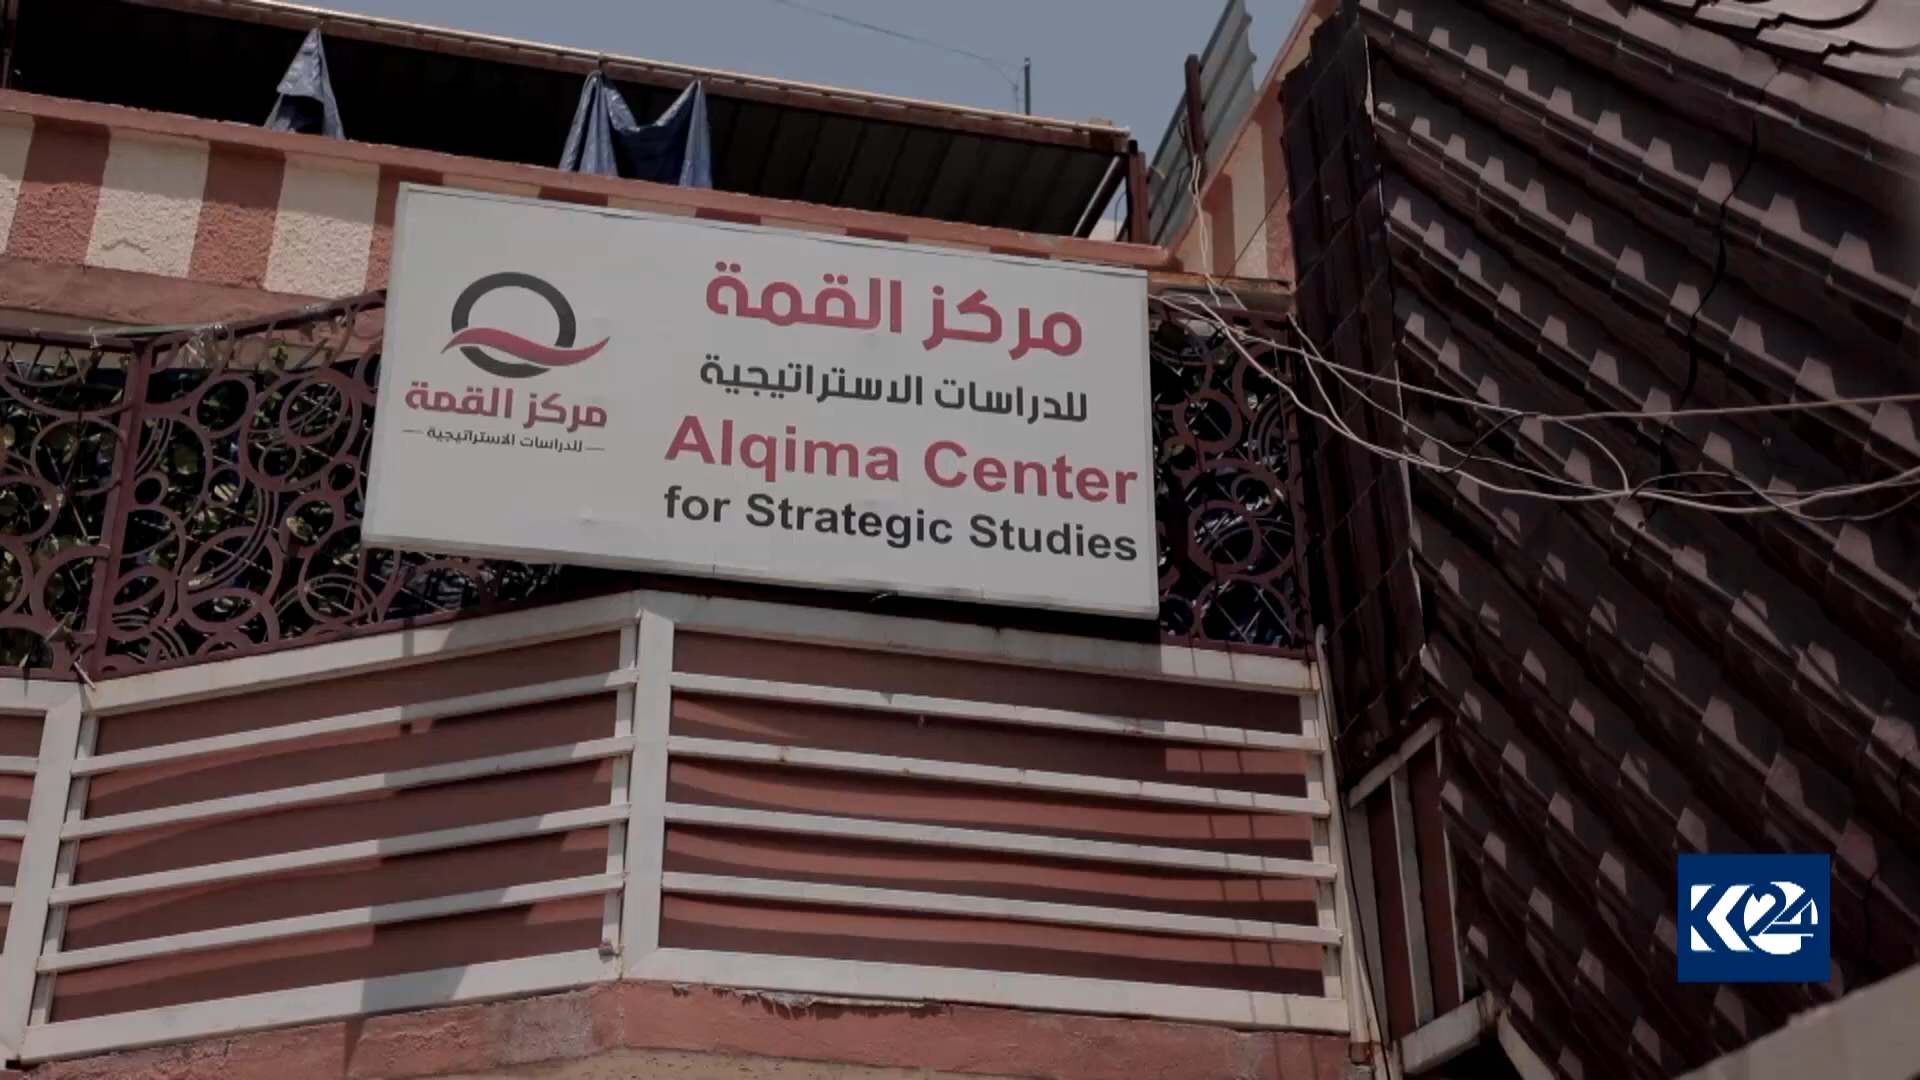 مركز القمة
للدراسات الاستراتيجية
Alqima Center
for Strategic Studies
مركز القمة
للدراسات الاستراتيجية
K24